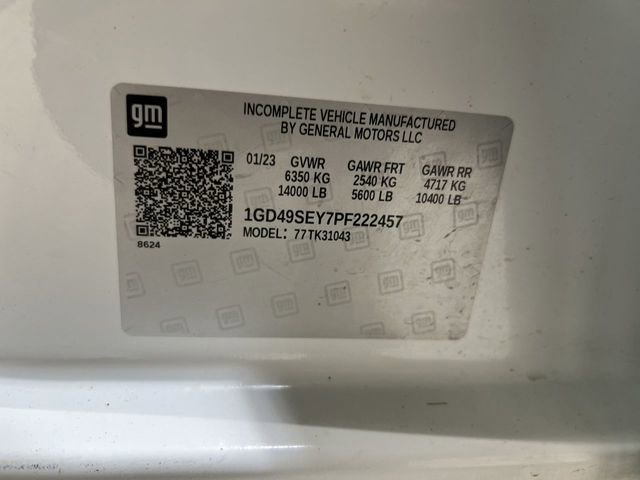 gm
INCOMPLETE VEHICLE MANUFACTURED
BY GENERAL MOTORS LLC
01/23 GVWR GAWR FRT GAWR RR
6350 KG 2540 KG 4717 KG
14000 LB 5600 LB 10400 LB
1GD49SEY7PF222457
MODEL: 77TK31043
8624